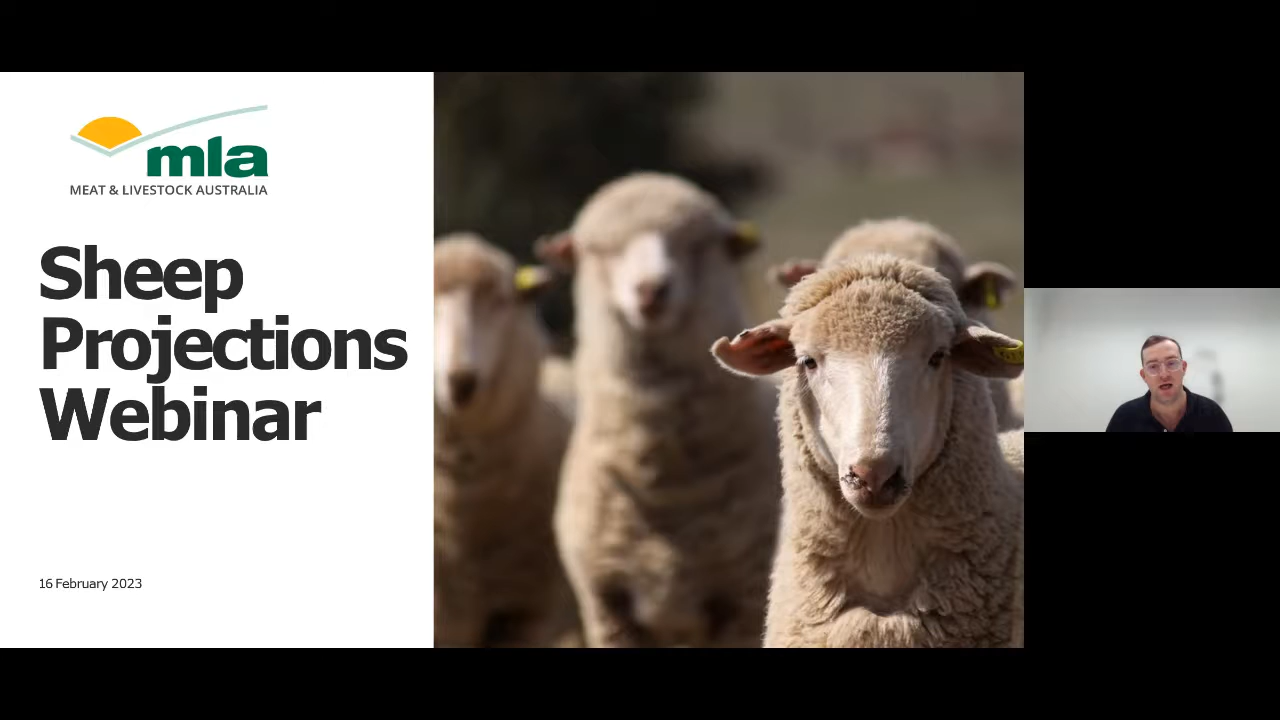 mla
MEAT & LIVESTOCK AUSTRALIA
Sheep
Projections
Webinar
16 February 2023